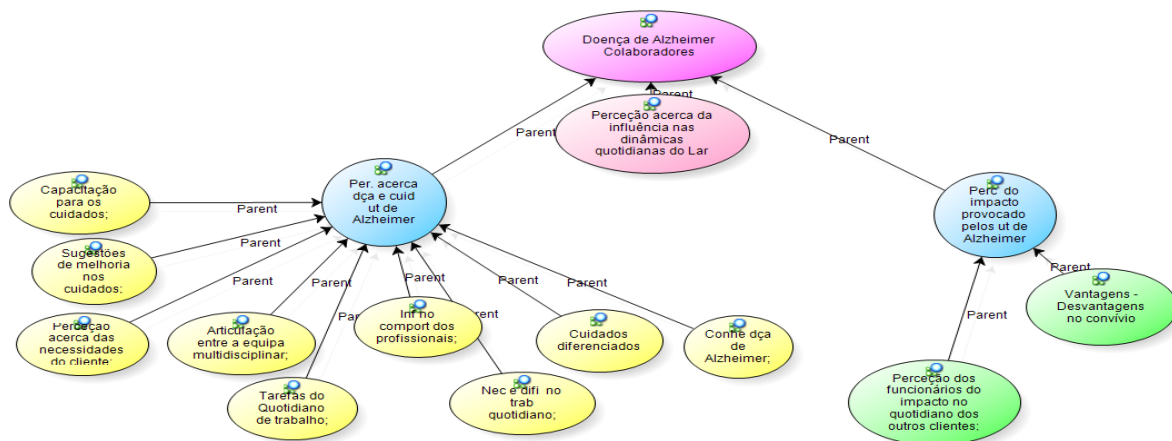 Doença de Alzheimer
Colaboradores
Parent
Perceção acerca da
influência nas
dinâmicas
quotidianas do Lar
Parent
Parent
Per. acerca
dça e cuid
ut de
Alzheimer
Perc do
impacto
provocado
pelos ut de
Alzheimer
Capacitação
para os
cuidados;
Parent
Sugestões
de melhoria
nos
cuidados;
Parent
Perceção
acerca das
necessidades
do cliente;
Parent
Articulação
entre a equipa
multidisciplinar;
Parent
Tarefas do
Quotidiano
de trabalho;
Inf no
comport dos
profissionais;
Parent
Nec e difi no
trab
quotidiano;
Parent
Cuidados
diferenciados
Parent
Conhe dça
de
Alzheimer;
Parent
Vantagens -
Desvantagens
no convívio
Parent
Perceção dos
funcionários do
impacto no
quotidiano dos
outros clientes;
Parent